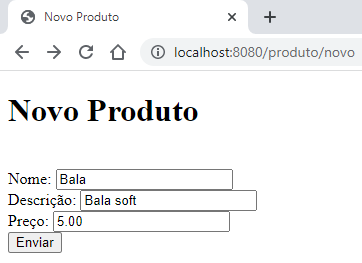 Novo Produto
localhost:8080/produto/novo
Novo Produto
Nome: Bala
Descrição: Bala soft
Preço: 5.00
Enviar